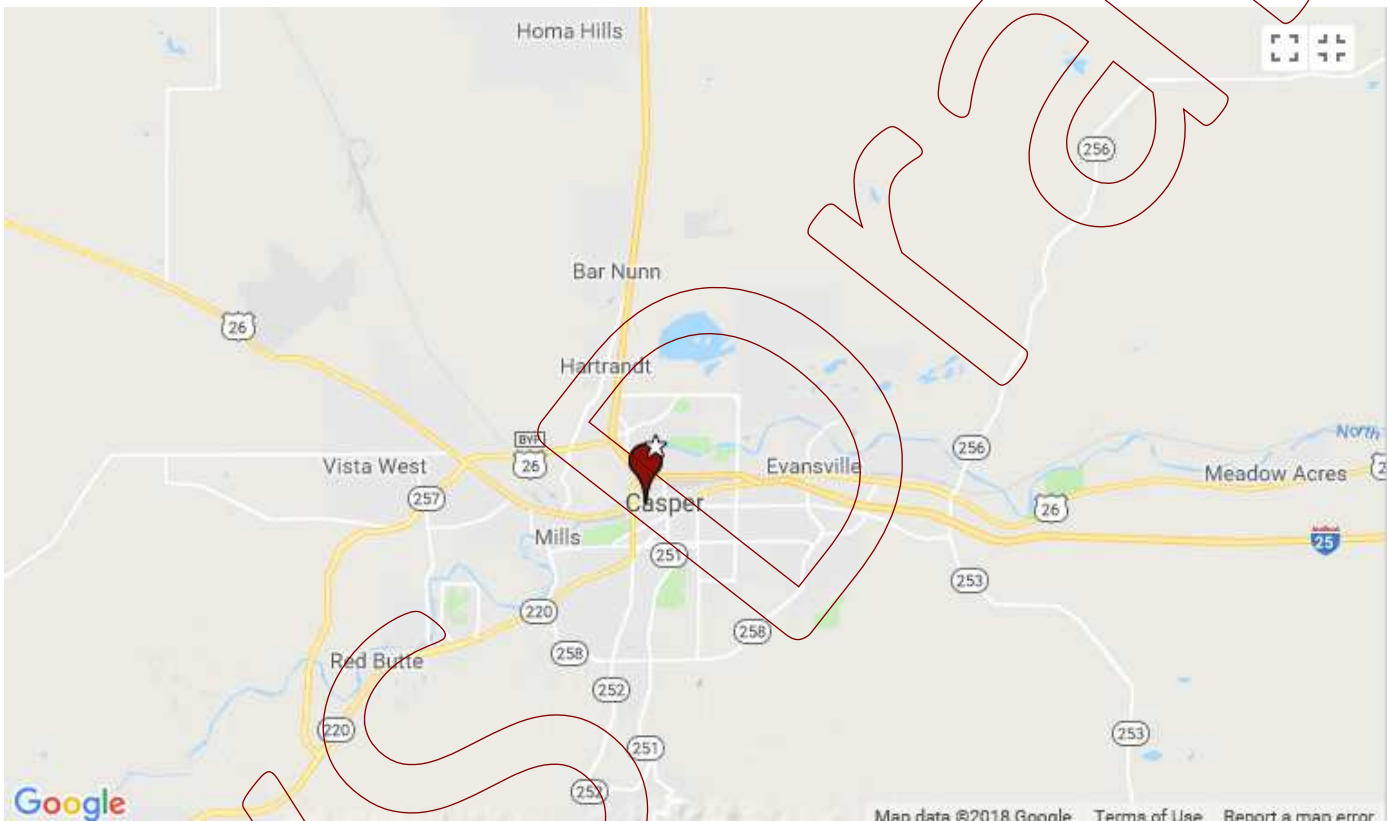 Homa Hills
256
Bar Nunn
26
Hartrandt
BYP
26
Vista West
257
Evansville
256
North
Meadow Acres
Casper
26
Mills
251
25
253
220
258
258
Red Butte
252
220
251
253
252
Google
Map data ©2018 Google Terms of Use Report a map error